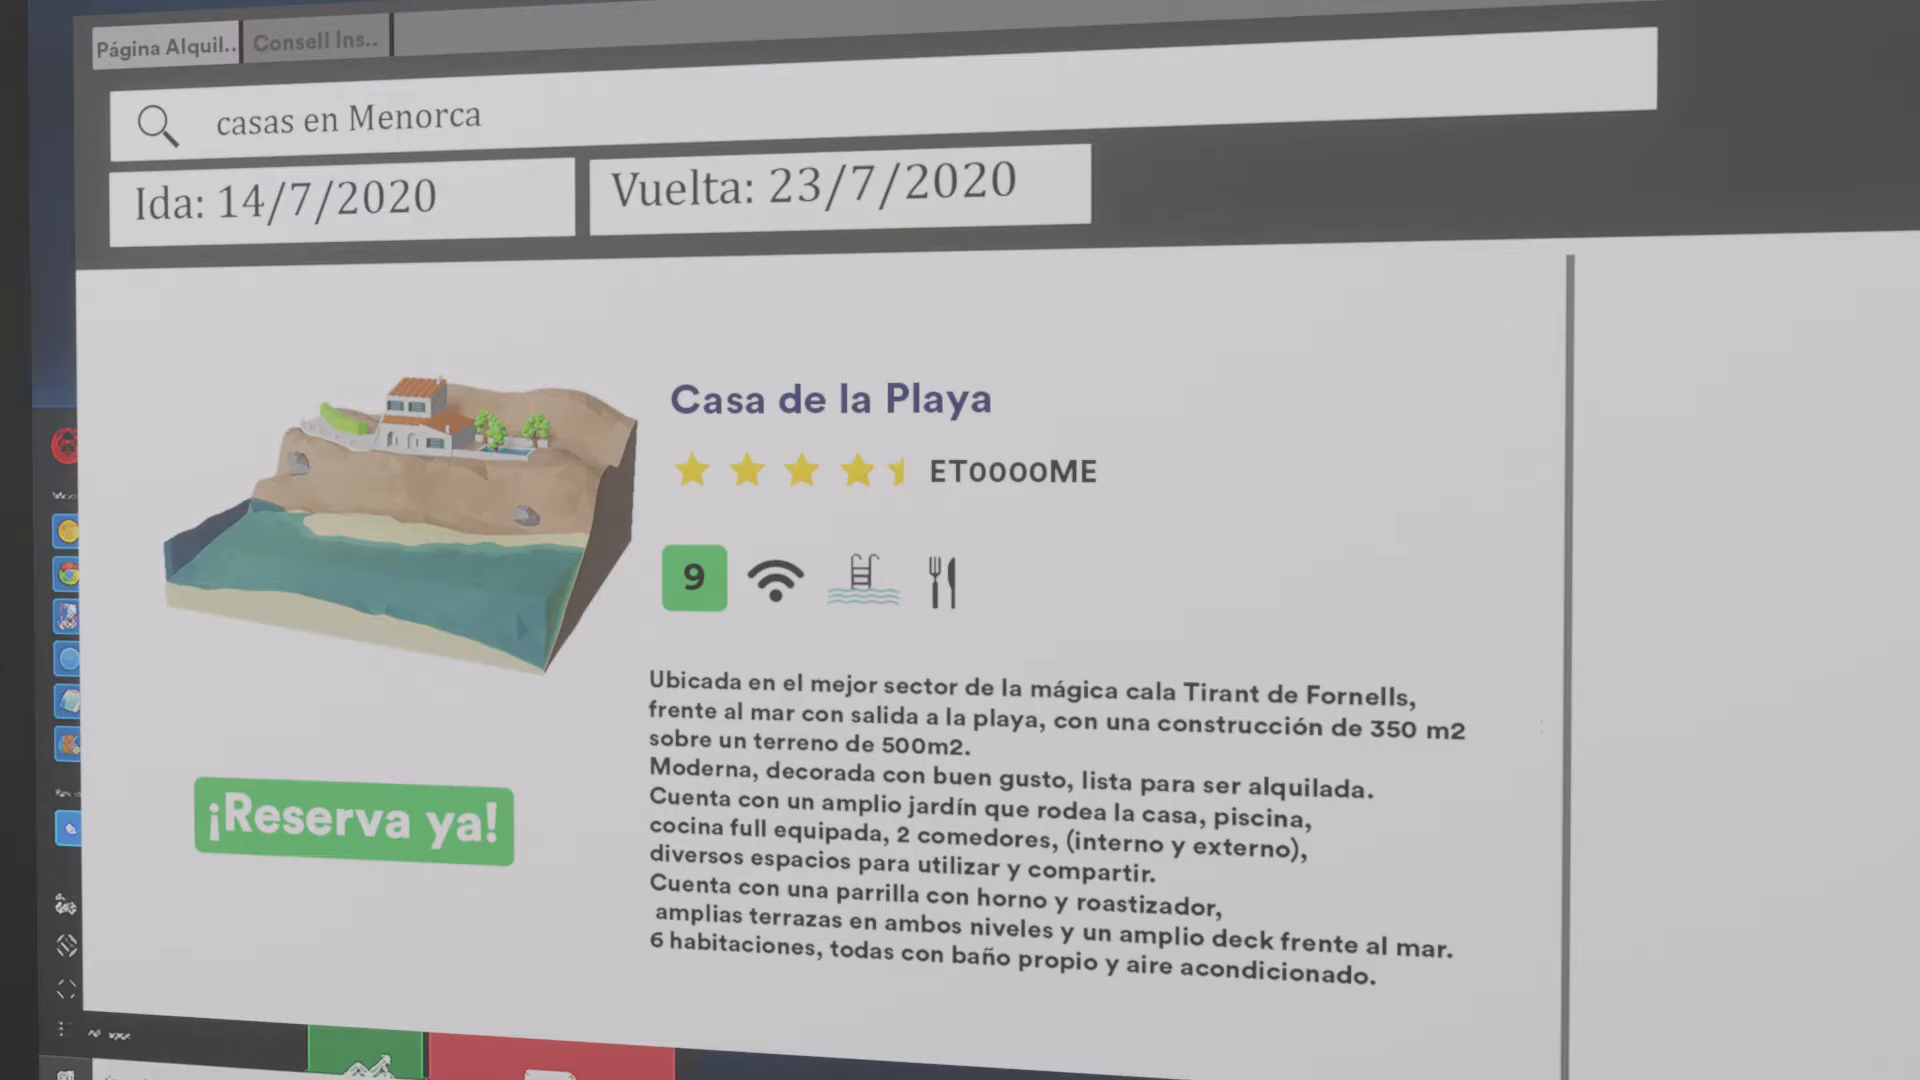 Página Alquil..
Consell Ins..
casas en Menorca
Ida: 14/7/2020
Vuelta: 23/7/2020
Casa de la Playa
ET0000ME
9
Ubicada en el mejor sector de la mágica cala Tirant de Fornells,
frente al mar con salida a la playa, con una construcción de 350 m2
sobre un terreno de 500m2.
Moderna, decorada con buen gusto, lista para ser alquilada.
Cuenta con un amplio jardín que rodea la casa, piscina,
cocina full equipada, 2 comedores, (interno y externo),
diversos espacios para utilizar y compartir.
Cuenta con una parrilla con horno y roastizador,
amplias terrazas en ambos niveles y un amplio deck frente al mar.
6 habitaciones, todas con baño propio y aire acondicionado.
¡Reserva ya!